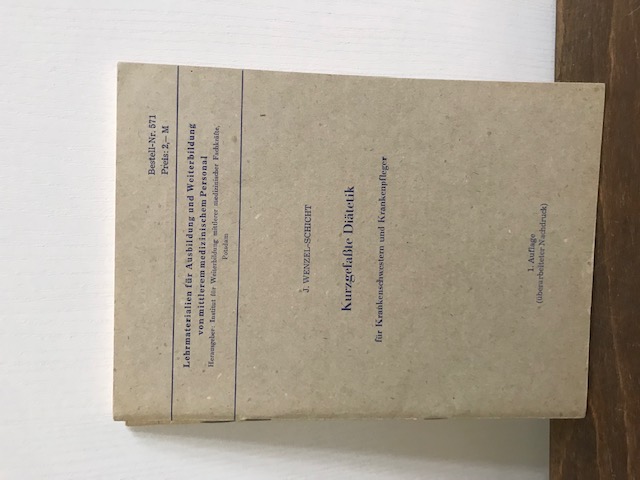 Bestell-Nr. 571
Preis: 2,– M
Lehrmaterialien für Ausbildung und Weiterbildung
von mittlerem medizinischem Personal
Herausgeber: Institut für Weiterbildung mittlerer medizinischer Fachkräfte,
Potsdam
J. WENZEL-SCHICHT
Kurzgefaßte Diätetik
für Krankenschwestern und Krankenpfleger
1. Auflage
(überarbeiteter Nachdruck)